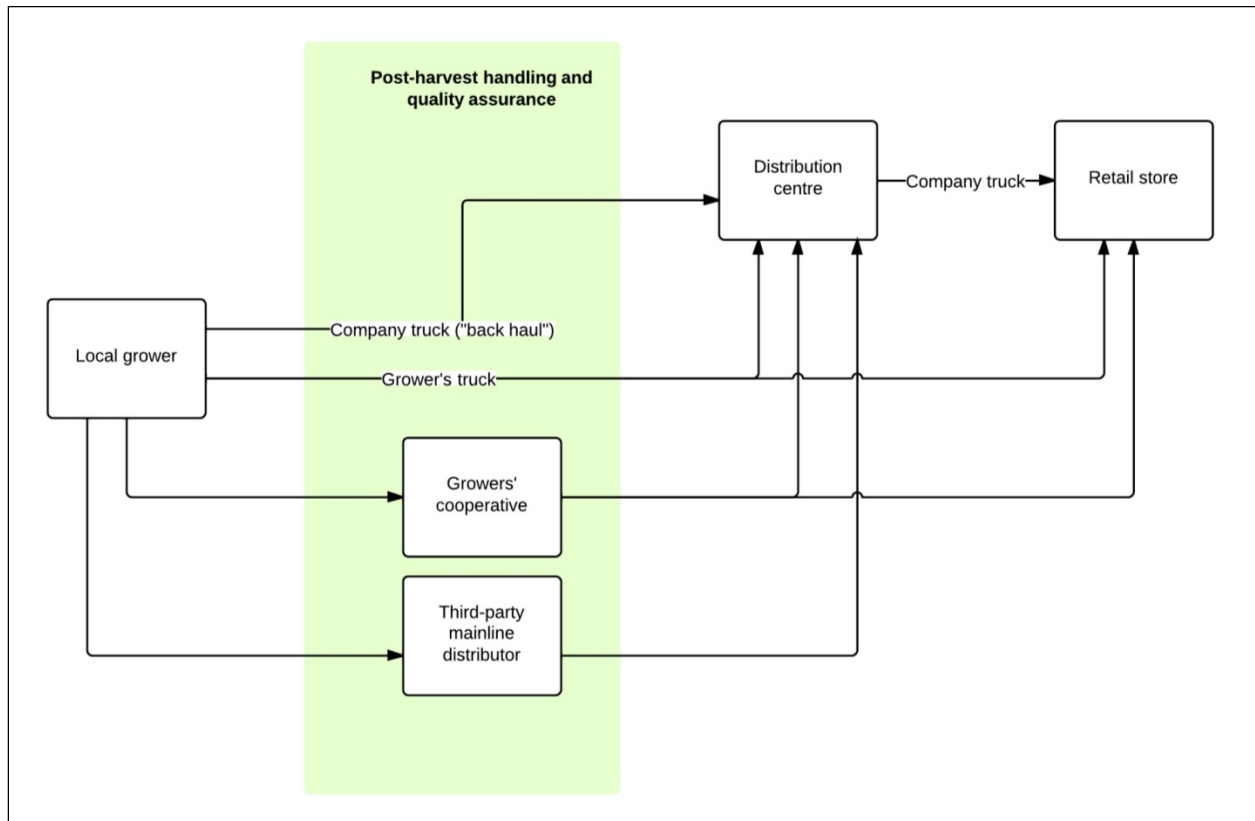 Post-harvest handling and
quality assurance
Distribution
centre
Company truck
Retail store
Local grower
Company truck ("back haul")
Grower's truck
Growers'
cooperative
Third-party
mainline
distributor